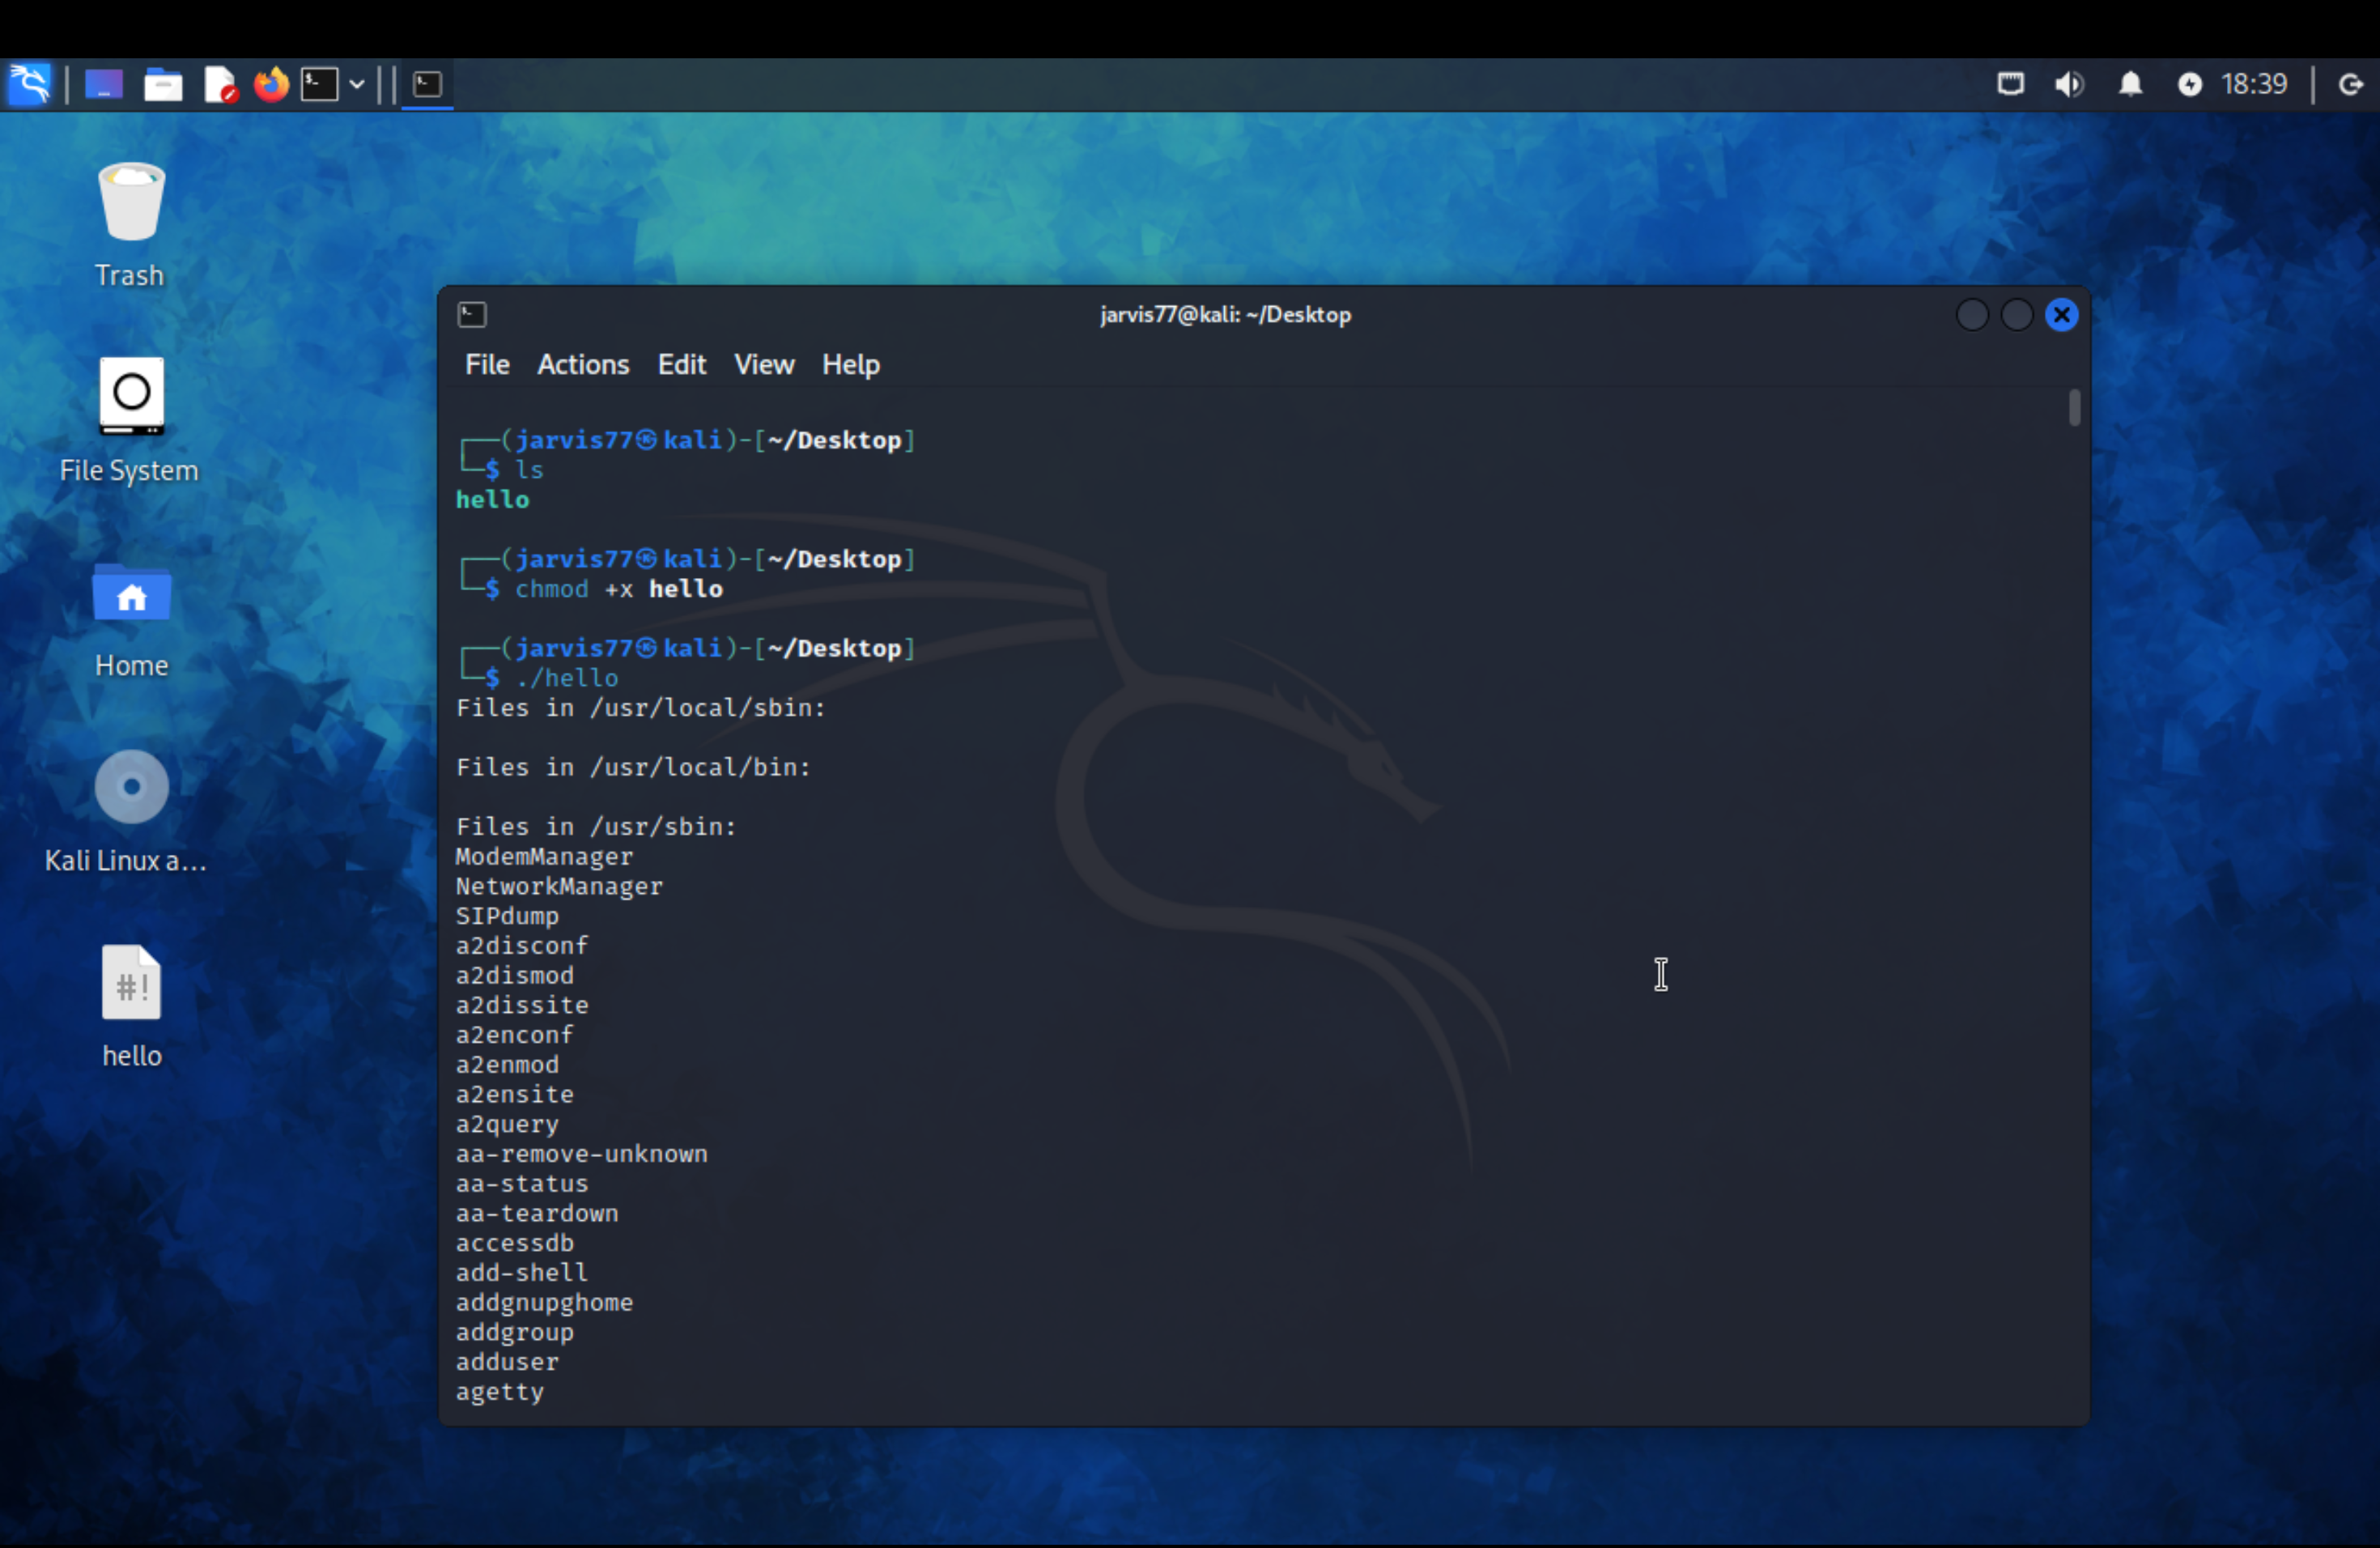 18:39
Trash
File System
Home
Kali Linux a...
#!
hello
jarvis77@kali: ~/Desktop
File Actions Edit View Help
┌──(jarvis77㉿kali)-[~/Desktop]
└─$ ls
hello
┌──(jarvis77㉿kali)-[~/Desktop]
└─$ chmod +x hello
┌──(jarvis77㉿kali)-[~/Desktop]
└─$ ./hello
Files in /usr/local/sbin:
Files in /usr/local/bin:
Files in /usr/sbin:
ModemManager
NetworkManager
SIPdump
a2disconf
a2dismod
a2dissite
a2enconf
a2enmod
a2ensite
a2query
aa-remove-unknown
aa-status
aa-teardown
accessdb
add-shell
addgnupghome
addgroup
adduser
agetty